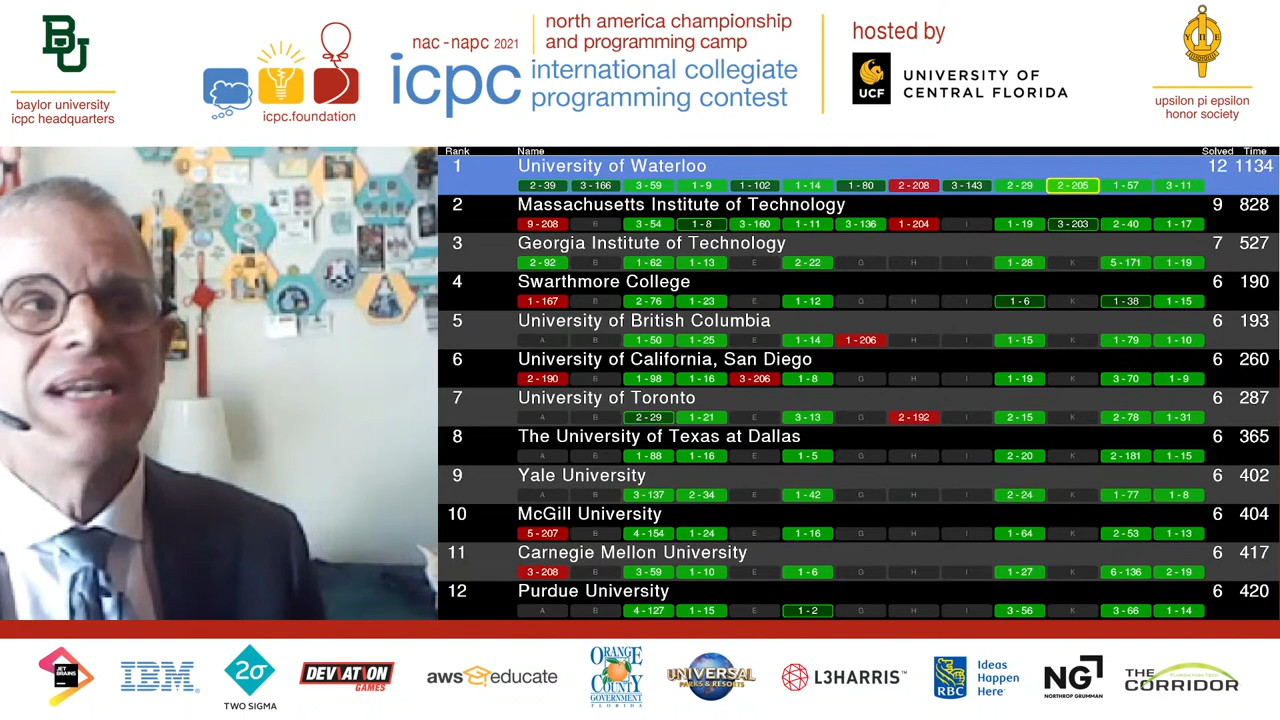 BU
baylor university
icpc headquarters
icpc.foundation
nac-napc 2021
icpc
north america championship
and programming camp
international collegiate
programming contest
hosted by
UCF
UNIVERSITY OF
CENTRAL FLORIDA
upsilon pi epsilon
honor society
Rank Name Solved Time
1 University of Waterloo 12 1134
2 - 39 3 - 166 3 - 59 1 - 9 1 - 102 1 - 14 1 - 80 2 - 208 3 - 143 2 - 29 2 - 205 1 - 57 3 - 11
2 Massachusetts Institute of Technology 9 828
9 - 208 B 3 - 54 1 - 8 3 - 160 1 - 11 3 - 136 1 - 204 I 1 - 19 3 - 203 2 - 40 1 - 17
3 Georgia Institute of Technology 7 527
2 - 92 B 1 - 62 1 - 13 E 2 - 22 G H I 1 - 28 K 5 - 171 1 - 19
4 Swarthmore College 6 190
1 - 167 B 2 - 76 1 - 23 E 1 - 12 G H I 1 - 6 K 1 - 38 1 - 15
5 University of British Columbia 6 193
A B 1 - 50 1 - 25 E 1 - 14 1 - 206 H I 1 - 15 K 1 - 79 1 - 10
6 University of California, San Diego 6 260
2 - 190 B 1 - 98 1 - 16 3 - 206 1 - 8 G H I 1 - 19 K 3 - 70 1 - 9
7 University of Toronto 6 287
A B 2 - 29 1 - 21 E 3 - 13 G 2 - 192 I 2 - 15 K 2 - 78 1 - 31
8 The University of Texas at Dallas 6 365
A B 1 - 88 1 - 16 E 1 - 5 G H I 2 - 20 K 2 - 181 1 - 15
9 Yale University 6 402
A B 3 - 137 2 - 34 E 1 - 42 G H I 2 - 24 K 1 - 77 1 - 8
10 McGill University 6 404
5 - 207 B 4 - 154 1 - 24 E 1 - 16 G H I 1 - 64 K 2 - 53 1 - 13
11 Carnegie Mellon University 6 417
3 - 208 B 3 - 59 1 - 10 E 1 - 6 G H I 1 - 27 K 6 - 136 2 - 19
12 Purdue University 6 420
A B 4 - 127 1 - 15 E 1 - 2 G H I 3 - 56 K 3 - 66 1 - 14
JET
BRAINS
IBM
2σ
TWO SIGMA
DEVIATION
GAMES
aws educate
ORANGE
COUNTY
GOVERNMENT
FLORIDA
UNIVERSAL
PARKS & RESORTS
L3HARRIS™
RBC
Ideas
Happen
Here
NG
NORTHROP GRUMMAN
FLORIDA HIGH TECH
THE
CORRIDOR